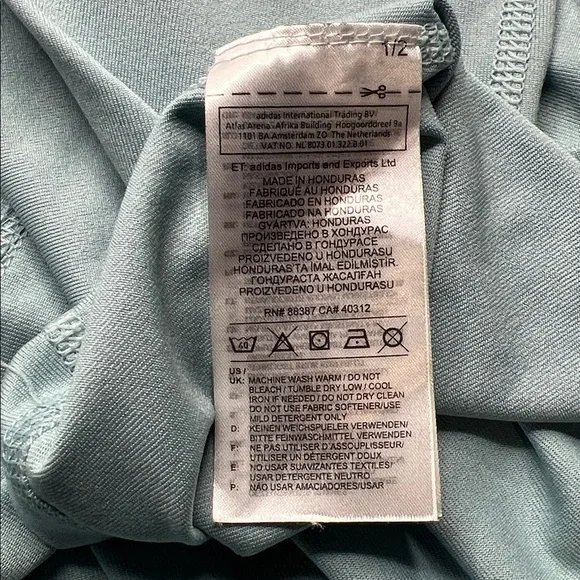 1/2
adidas International Trading BV
Atlas Arena -Afrika Building Hoogoorddreef 9a
1101 BA Amsterdam ZO The Netherlands
VAT NO. NL 8073.01.322.B.01
ET: adidas Imports and Exports Ltd
MADE IN HONDURAS
FABRIQUÉ AU HONDURAS
FABRICADO EN HONDURAS
FABRICADO NA HONDURAS
GYÁRTVA: HONDURAS
ПРОИЗВЕДЕНО В ХОНДУРАС
СДЕЛАНО В ГОНДУРАСЕ
PROIZVEDENO U HONDURASU
HONDURAS'TA IMAL EDİLMİŞTİR
ГОНДУРАСТА ЖАСАЛҒАН
PROIZVEDENO U HONDURASU
RN# 88387 CA# 40312
40
US /
UK: MACHINE WASH WARM / DO NOT
BLEACH / TUMBLE DRY LOW / COOL
IRON IF NEEDED / DO NOT DRY CLEAN
DO NOT USE FABRIC SOFTENER/USE
MILD DETERGENT ONLY
D: KEINEN WEICHSPUELER VERWENDEN/
BITTE FEINWASCHMITTEL VERWENDEN
F: NE PAS UTILISER D'ASSOUPLISSEUR/
UTILISER UN DÉTERGENT DOUX
E: NO USAR SUAVIZANTES TEXTILES/
USAR DETERGENTE NEUTRO
P: NÃO USAR AMACIADORES/USAR